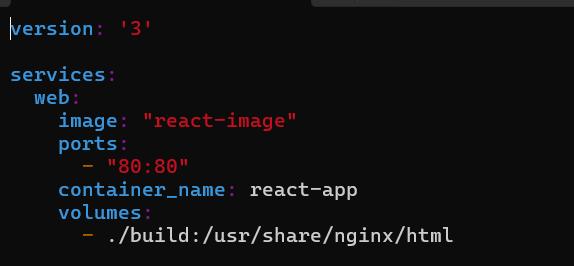 version: '3'

services:
  web:
    image: "react-image"
    ports:
      - "80:80"
    container_name: react-app
    volumes:
      - ./build:/usr/share/nginx/html